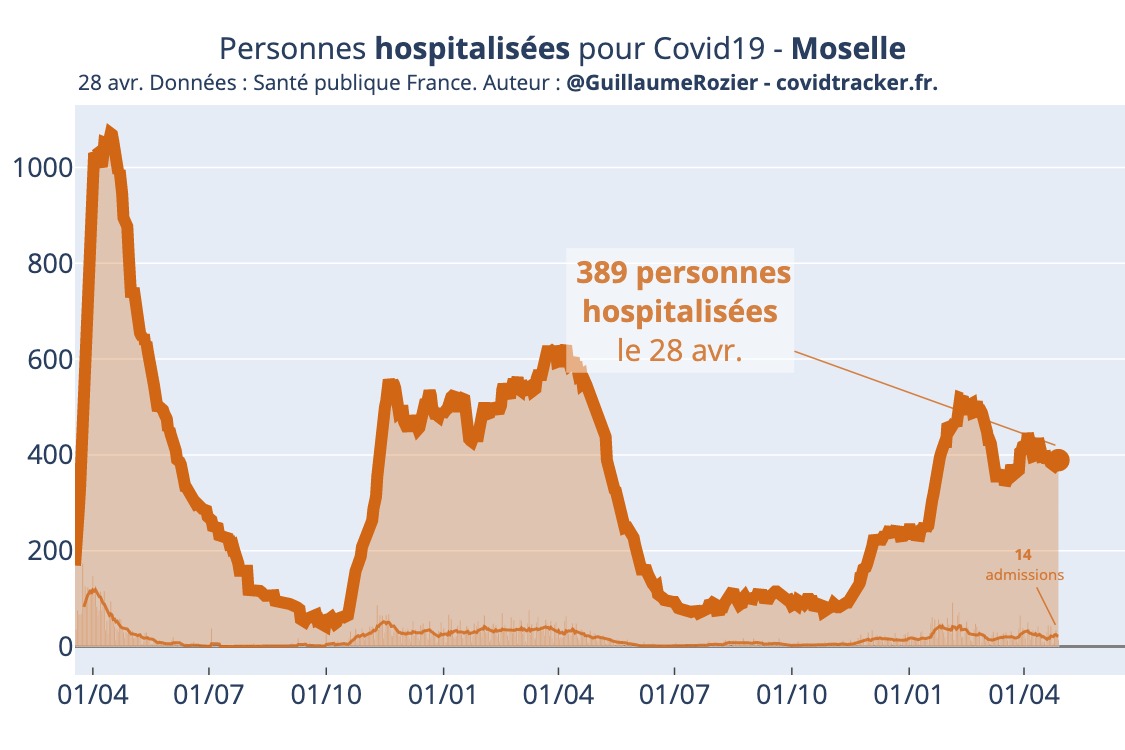 Personnes hospitalisées pour Covid19 - Moselle
28 avr. Données : Santé publique France. Auteur : @GuillaumeRozier - covidtracker.fr.
1000
800
600
400
200
0
389 personnes
hospitalisées
le 28 avr.
14
admissions
01/04
01/07
01/10
01/01
01/04
01/07
01/10
01/01
01/04